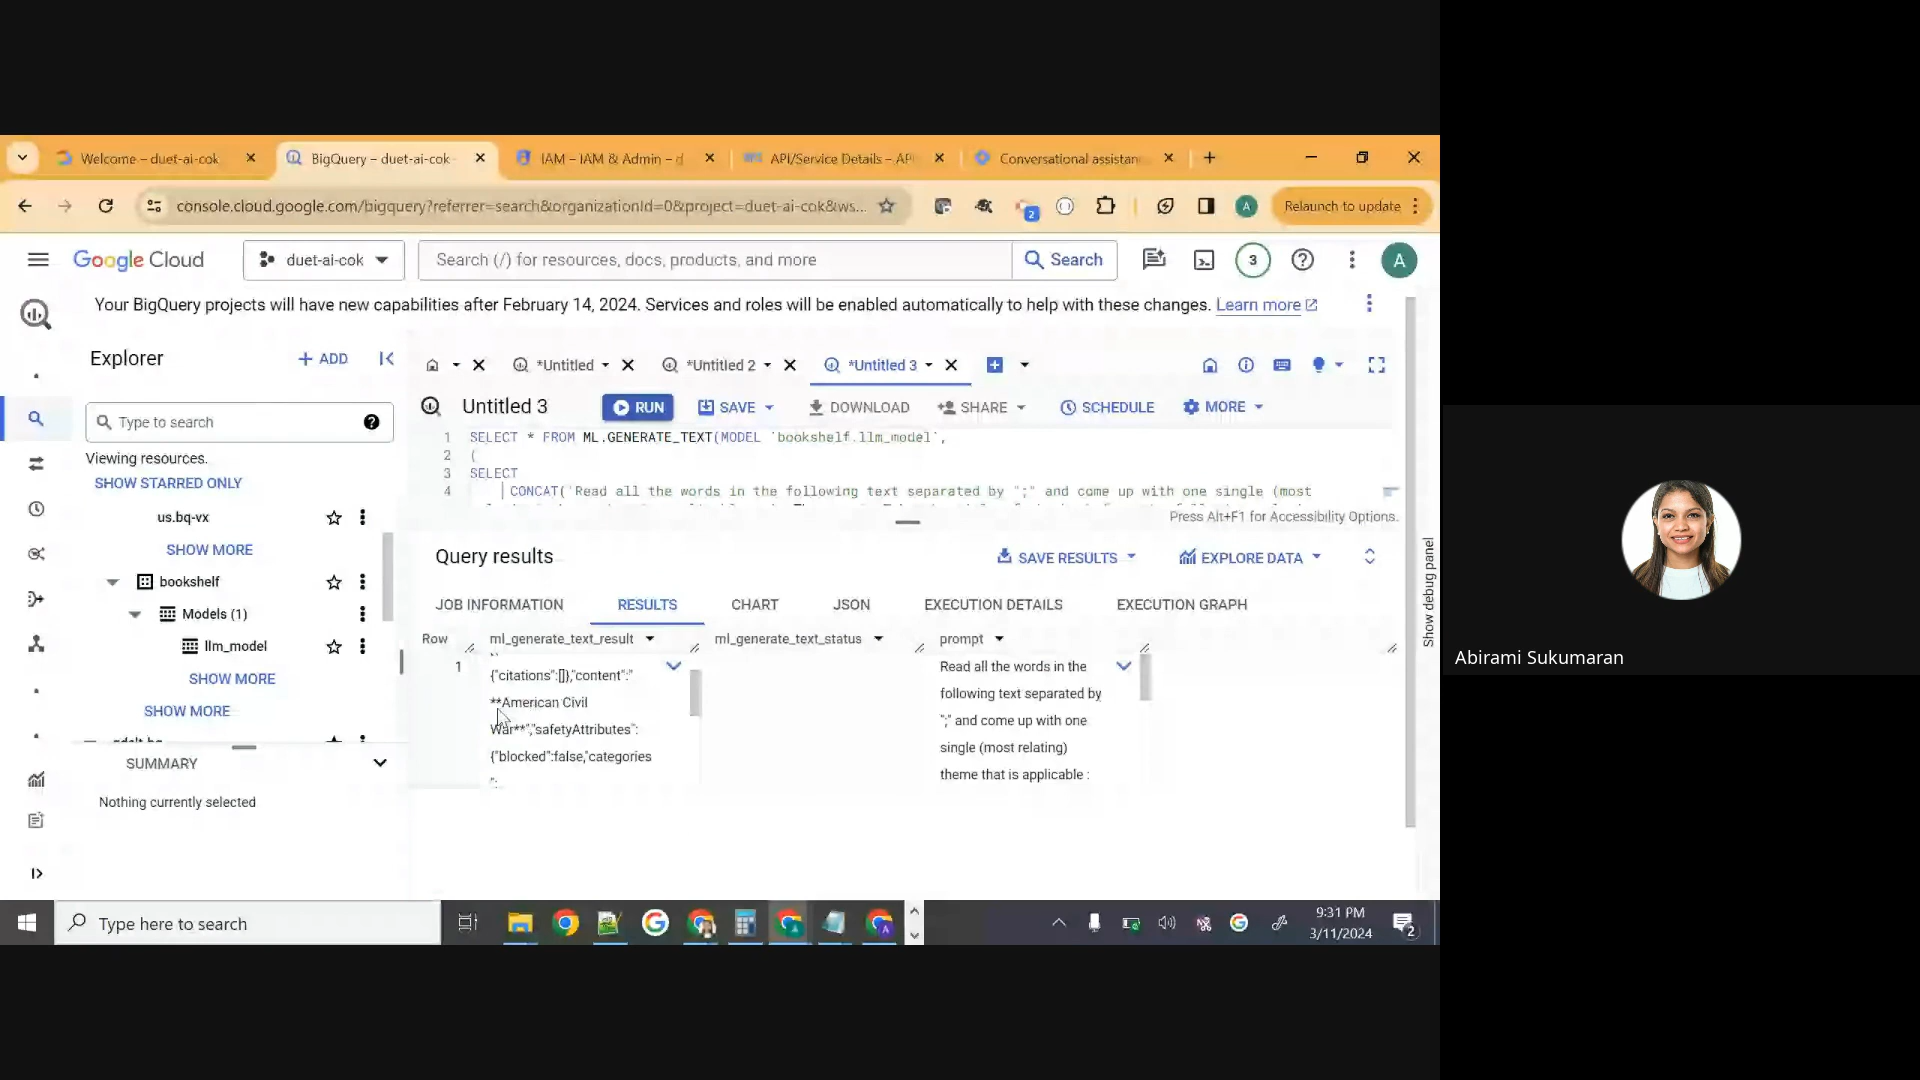 Welcome – duet-ai-cok
BigQuery – duet-ai-cok
IAM – IAM & Admin – d
API/Service Details – API
Conversational assistan
console.cloud.google.com/bigquery?referrer=search&organizationId=0&project=duet-ai-cok&ws...
2
A
Relaunch to update
Google Cloud
duet-ai-cok
Search (/) for resources, docs, products, and more
Search
3
A
Your BigQuery projects will have new capabilities after February 14, 2024. Services and roles will be enabled automatically to help with these changes. Learn more
Explorer
+ ADD
*Untitled
*Untitled 2
*Untitled 3
Untitled 3
RUN
SAVE
DOWNLOAD
SHARE
SCHEDULE
MORE
Type to search
Viewing resources.
SHOW STARRED ONLY
us.bq-vx
SHOW MORE
bookshelf
Models (1)
llm_model
SHOW MORE
SHOW MORE
SUMMARY
Nothing currently selected
1 SELECT * FROM ML.GENERATE_TEXT(MODEL `bookshelf.llm_model`,
2 (
3 SELECT
4 CONCAT('Read all the words in the following text separated by ";" and come up with one single (most
Press Alt+F1 for Accessibility Options.
Query results
SAVE RESULTS
EXPLORE DATA
JOB INFORMATION
RESULTS
CHART
JSON
EXECUTION DETAILS
EXECUTION GRAPH
Row
ml_generate_text_result
ml_generate_text_status
prompt
1
{"citations":[]},"content":"
**American Civil
War**","safetyAttributes":
{"blocked":false,"categories
":
Read all the words in the
following text separated by
";" and come up with one
single (most relating)
theme that is applicable :
Show debug panel
Type here to search
9:31 PM
3/11/2024
2
Abirami Sukumaran